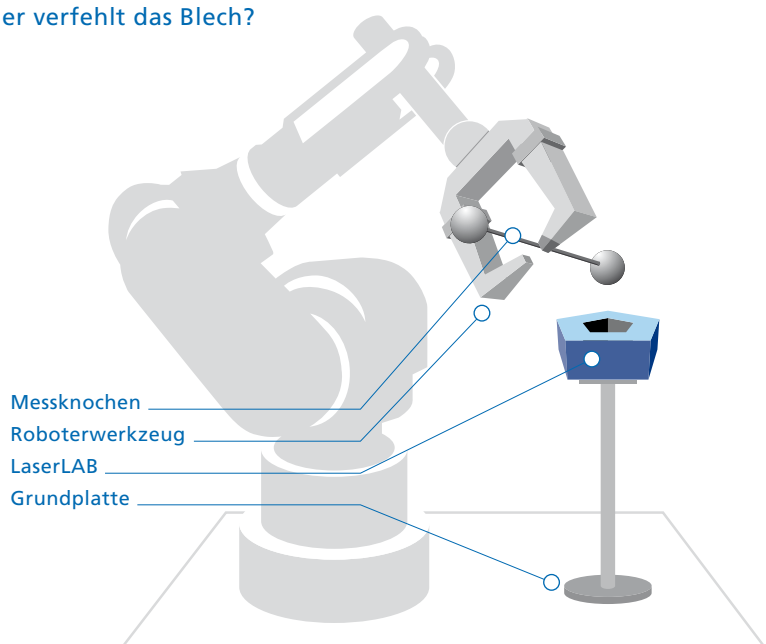 er verfehlt das Blech?
Messknochen
Roboterwerkzeug
LaserLAB
Grundplatte